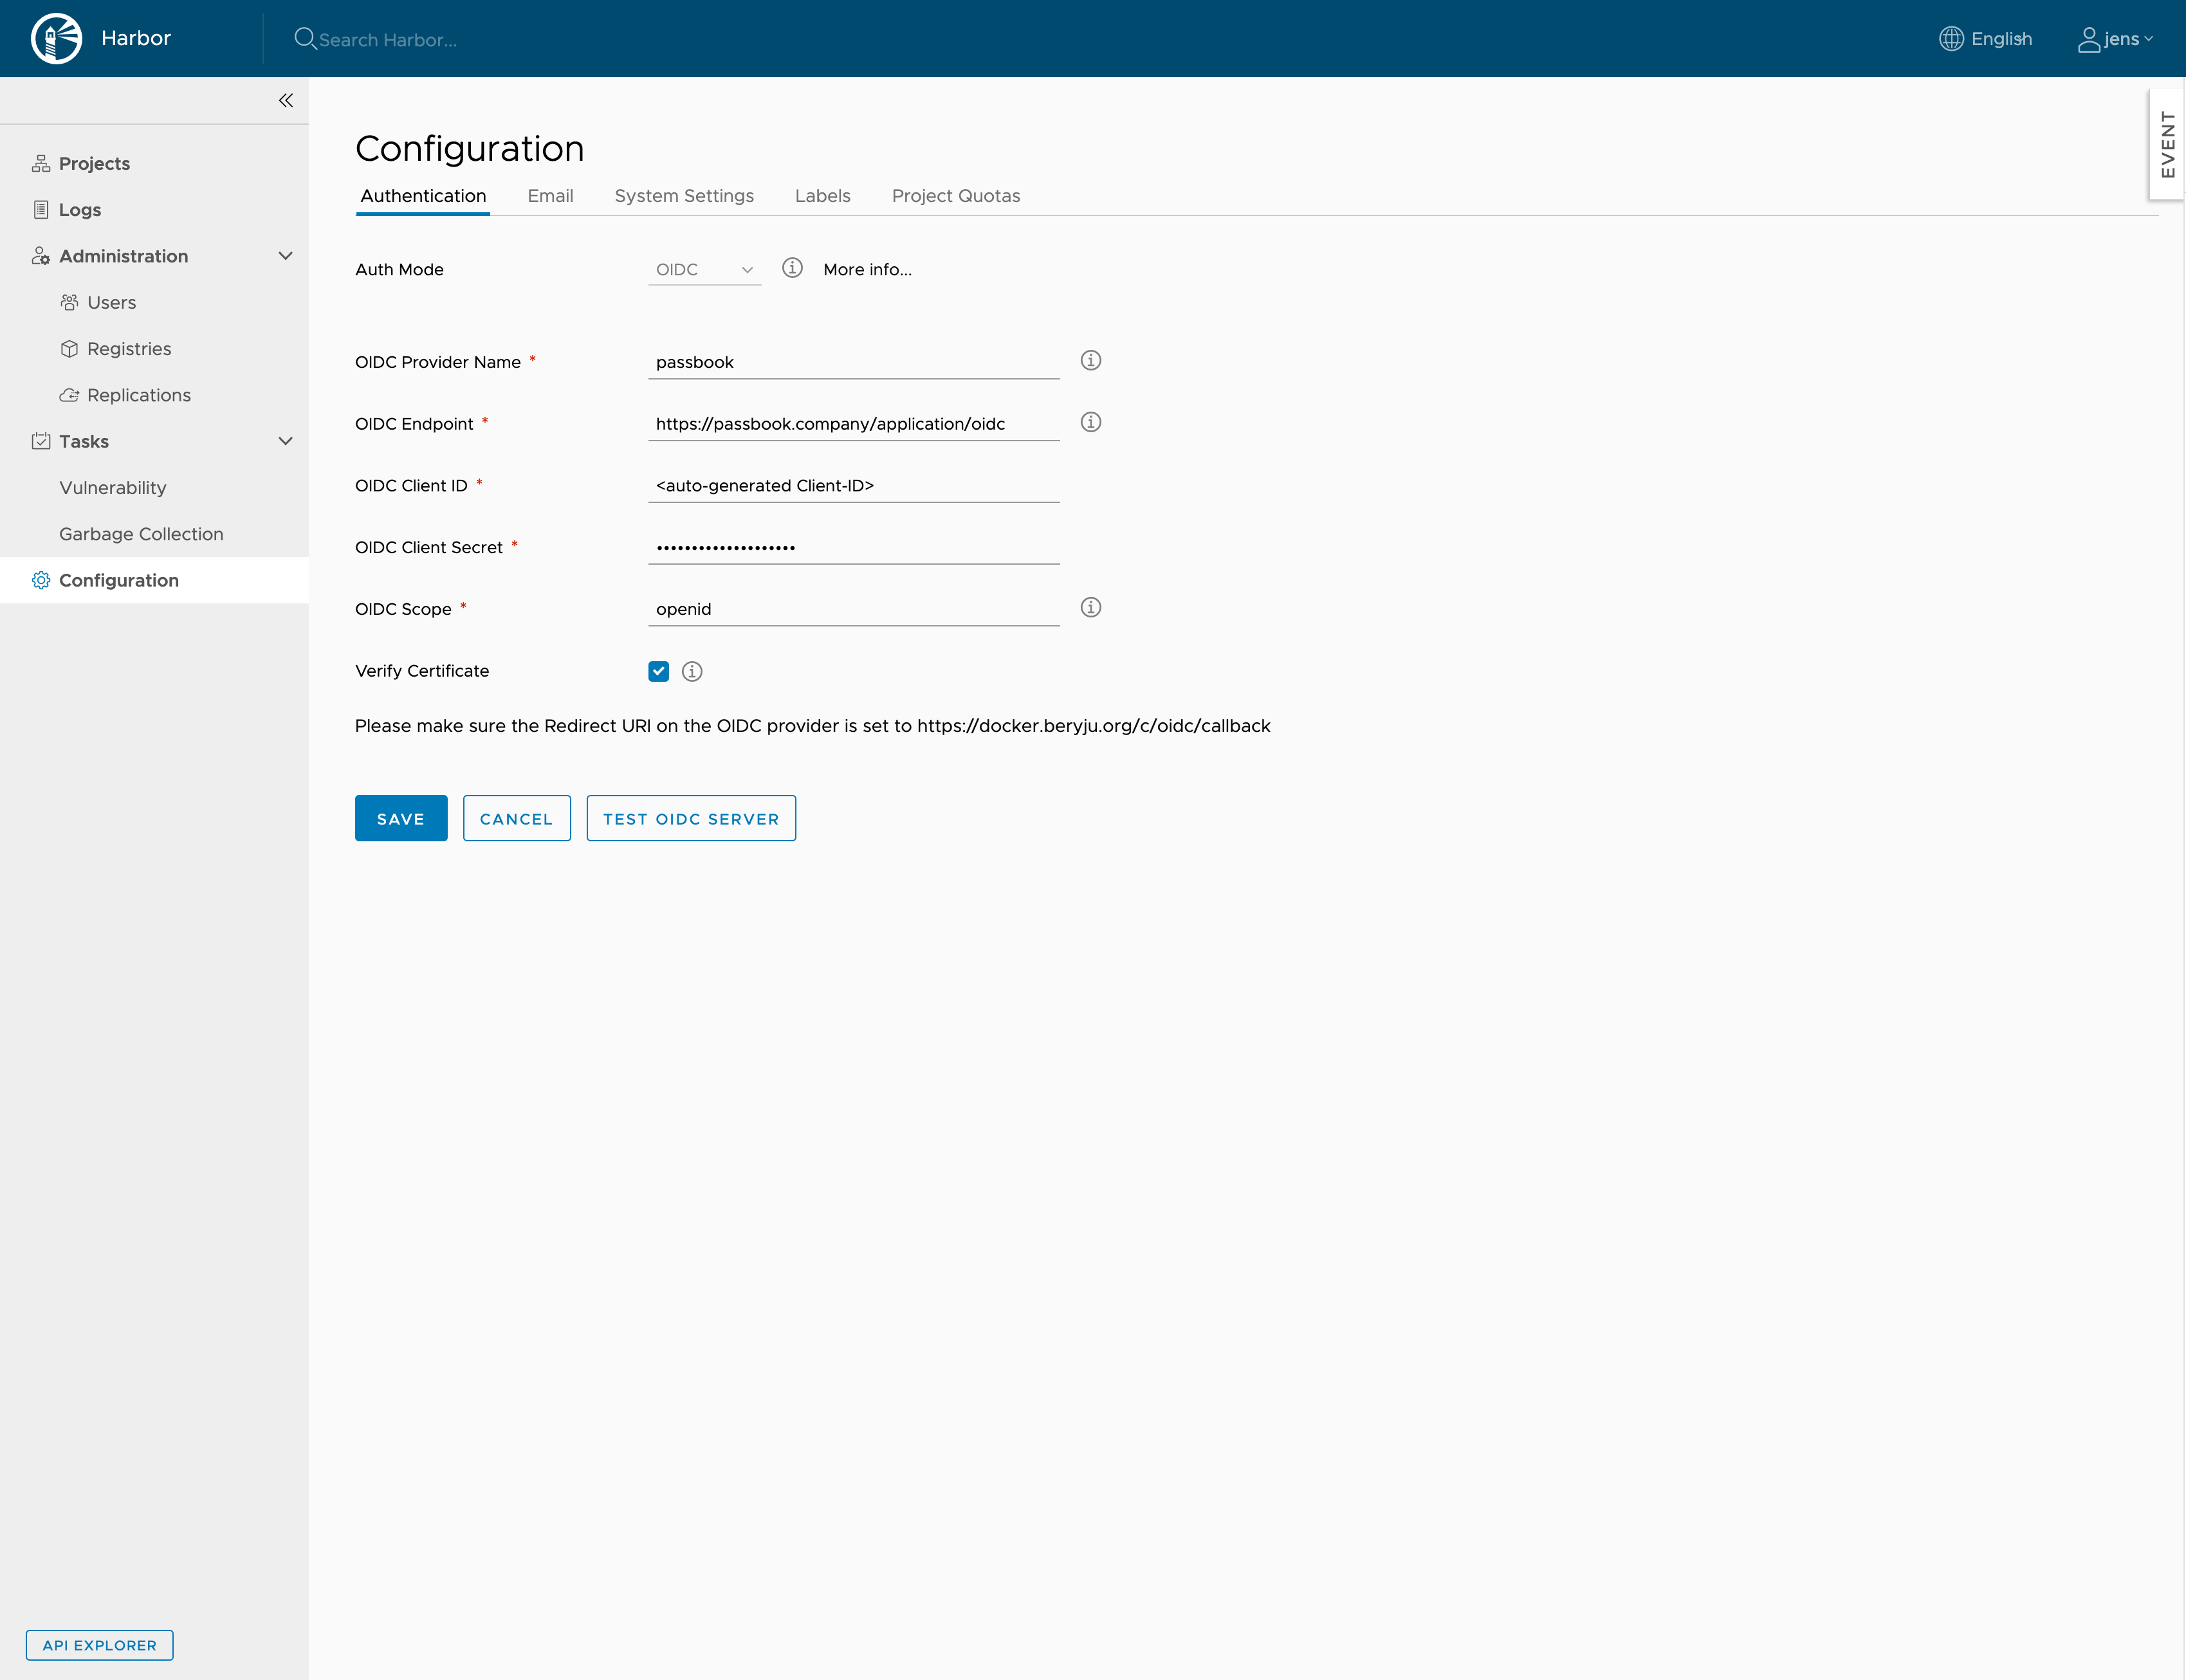 Harbor
Search Harbor...
English
jens
EVENT
Projects
Logs
Administration
Users
Registries
Replications
Tasks
Vulnerability
Garbage Collection
Configuration
API EXPLORER
Configuration
Authentication Email System Settings Labels Project Quotas
Auth Mode OIDC More info...
OIDC Provider Name * passbook
OIDC Endpoint * https://passbook.company/application/oidc
OIDC Client ID * <auto-generated Client-ID>
OIDC Client Secret * ••••••••••••••••••••
OIDC Scope * openid
Verify Certificate
Please make sure the Redirect URI on the OIDC provider is set to https://docker.beryju.org/c/oidc/callback
SAVE CANCEL TEST OIDC SERVER